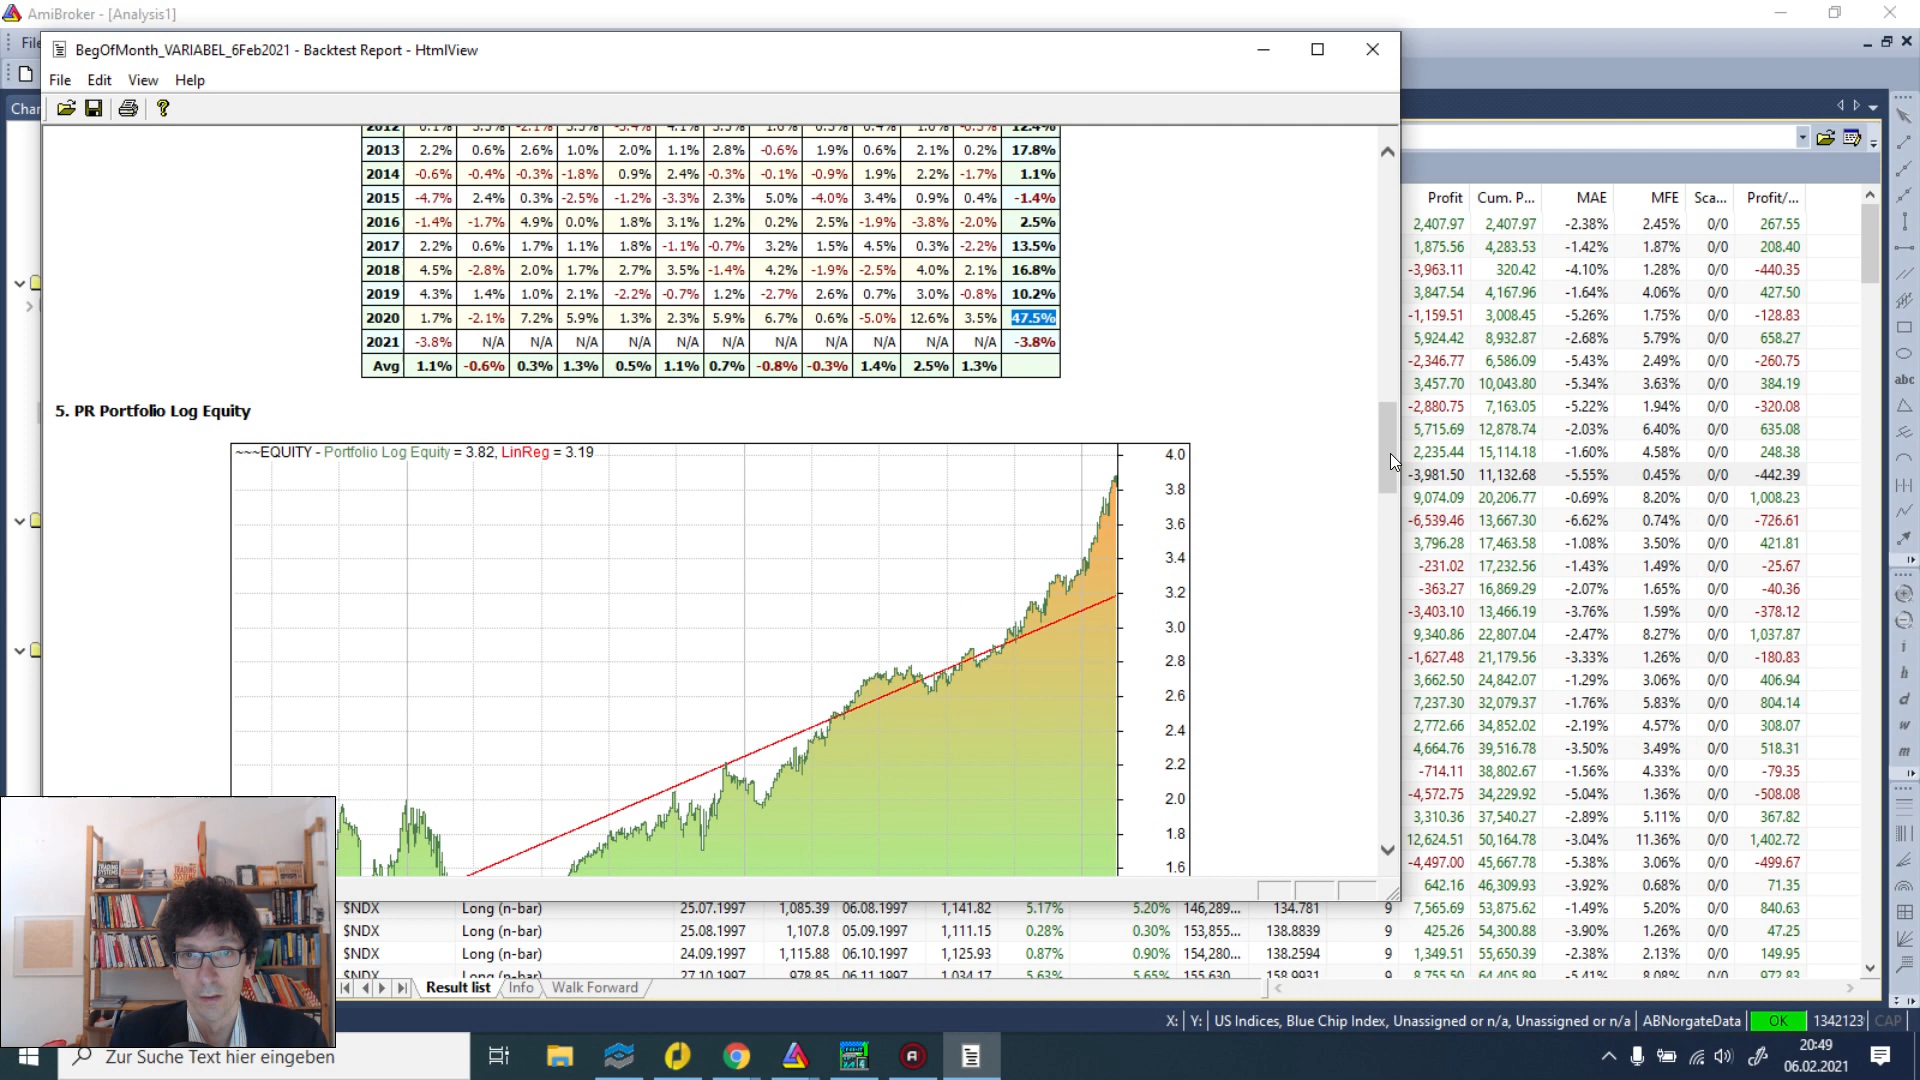 AmiBroker - [Analysis1]
BegOfMonth_VARIABEL_6Feb2021 - Backtest Report - HtmlView
File Edit View Help
2013 2.2% 0.6% 2.6% 1.0% 2.0% 1.1% 2.8% -0.6% 1.9% 0.6% 2.1% 0.2% 17.8%
2014 -0.6% -0.4% -0.3% -1.8% 0.9% 2.4% -0.3% -0.1% -0.9% 1.9% 2.2% -1.7% 1.1%
2015 -4.7% 2.4% 0.3% -2.5% -1.2% -3.3% 2.3% 5.0% -4.0% 3.4% 0.9% 0.4% -1.4%
2016 -1.4% -1.7% 4.9% 0.0% 1.8% 3.1% 1.2% 0.2% 2.5% -1.9% -3.8% -2.0% 2.5%
2017 2.2% 0.6% 1.7% 1.1% 1.8% -1.1% -0.7% 3.2% 1.5% 4.5% 0.3% -2.2% 13.5%
2018 4.5% -2.8% 2.0% 1.7% 2.7% 3.5% -1.4% 4.2% -1.9% -2.5% 4.0% 2.1% 16.8%
2019 4.3% 1.4% 1.0% 2.1% -2.2% -0.7% 1.2% -2.7% 2.6% 0.7% 3.0% -0.8% 10.2%
2020 1.7% -2.1% 7.2% 5.9% 1.3% 2.3% 5.9% 6.7% 0.6% -5.0% 12.6% 3.5% 47.5%
2021 -3.8% N/A N/A N/A N/A N/A N/A N/A N/A N/A N/A N/A -3.8%
Avg 1.1% -0.6% 0.3% 1.3% 0.5% 1.1% 0.7% -0.8% -0.3% 1.4% 2.5% 1.3%
5. PR Portfolio Log Equity
~~~EQUITY - Portfolio Log Equity = 3.82, LinReg = 3.19
4.0
3.8
3.6
3.4
3.2
3.0
2.8
2.6
2.4
2.2
2.0
1.8
1.6
Profit Cum. P... MAE MFE Sca... Profit/...
2,407.97 2,407.97 -2.38% 2.45% 0/0 267.55
1,875.56 4,283.53 -1.42% 1.87% 0/0 208.40
-3,963.11 320.42 -4.10% 1.28% 0/0 -440.35
3,847.54 4,167.96 -1.64% 4.06% 0/0 427.50
-1,159.51 3,008.45 -5.26% 1.75% 0/0 -128.83
5,924.42 8,932.87 -2.68% 5.79% 0/0 658.27
-2,346.77 6,586.09 -5.43% 2.49% 0/0 -260.75
3,457.70 10,043.80 -5.34% 3.63% 0/0 384.19
-2,880.75 7,163.05 -5.22% 1.94% 0/0 -320.08
5,715.69 12,878.74 -2.03% 6.40% 0/0 635.08
2,235.44 15,114.18 -1.60% 4.58% 0/0 248.38
-3,981.50 11,132.68 -5.55% 0.45% 0/0 -442.39
9,074.09 20,206.77 -0.69% 8.20% 0/0 1,008.23
-6,539.46 13,667.30 -6.62% 0.74% 0/0 -726.61
3,796.28 17,463.58 -1.08% 3.50% 0/0 421.81
-231.02 17,232.56 -1.43% 1.49% 0/0 -25.67
-363.27 16,869.29 -2.07% 1.65% 0/0 -40.36
-3,403.10 13,466.19 -3.76% 1.59% 0/0 -378.12
9,340.86 22,807.04 -2.47% 8.27% 0/0 1,037.87
-1,627.48 21,179.56 -3.33% 1.26% 0/0 -180.83
3,662.50 24,842.07 -1.29% 3.06% 0/0 406.94
7,237.30 32,079.37 -1.76% 5.83% 0/0 804.14
2,772.66 34,852.02 -2.19% 4.57% 0/0 308.07
4,664.76 39,516.78 -3.50% 3.49% 0/0 518.31
-714.11 38,802.67 -1.56% 4.33% 0/0 -79.35
-4,572.75 34,229.92 -5.04% 1.36% 0/0 -508.08
3,310.36 37,540.27 -2.89% 5.11% 0/0 367.82
12,624.51 50,164.78 -3.04% 11.36% 0/0 1,402.72
-4,497.00 45,667.78 -5.38% 3.06% 0/0 -499.67
642.16 46,309.93 -3.92% 0.68% 0/0 71.35
$NDX Long (n-bar) 25.07.1997 1,085.39 06.08.1997 1,141.82 5.17% 5.20% 146,289... 134.781 9 7,565.69 53,875.62 -1.49% 5.20% 0/0 840.63
$NDX Long (n-bar) 25.08.1997 1,107.8 05.09.1997 1,111.15 0.28% 0.30% 153,855... 138.8839 9 425.26 54,300.88 -3.90% 1.26% 0/0 47.25
$NDX Long (n-bar) 24.09.1997 1,115.88 06.10.1997 1,125.93 0.87% 0.90% 154,280... 138.2594 9 1,349.51 55,650.39 -2.38% 2.13% 0/0 149.95
$NDX Long (n-bar) 27.10.1997 978.85 06.11.1997 1,034.17 5.63% 5.65% 155,630... 158.9931 9 8,755.50 64,405.89 -5.41% 8.08% 0/0 972.83
Result list Info Walk Forward
X: Y: US Indices, Blue Chip Index, Unassigned or n/a, Unassigned or n/a ABNorgateData OK 1342123 CAP
Zur Suche Text hier eingeben
20:49
06.02.2021